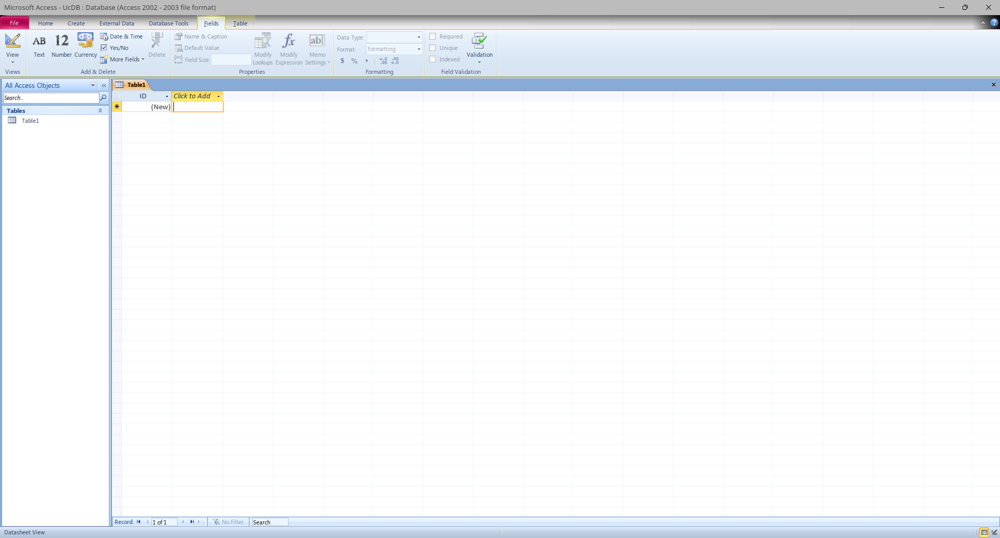 Microsoft Access - UcDB : Database (Access 2002 - 2003 file format)
File Home Create External Data Database Tools Fields Table
View
Views
AB Text
12 Number
Currency
Date & Time
Yes/No
More Fields
Delete
Add & Delete
Name & Caption
Default Value
Field Size
Modify Lookups
fx Modify Expression
ab Memo Settings
Properties
Data Type:
Format: Formatting
$ % ,
Formatting
Required
Unique
Indexed
Validation
Field Validation
All Access Objects
Search..
Tables
Table1
Table1
ID Click to Add
(New)
Record: 1 of 1 No Filter Search
Datasheet View